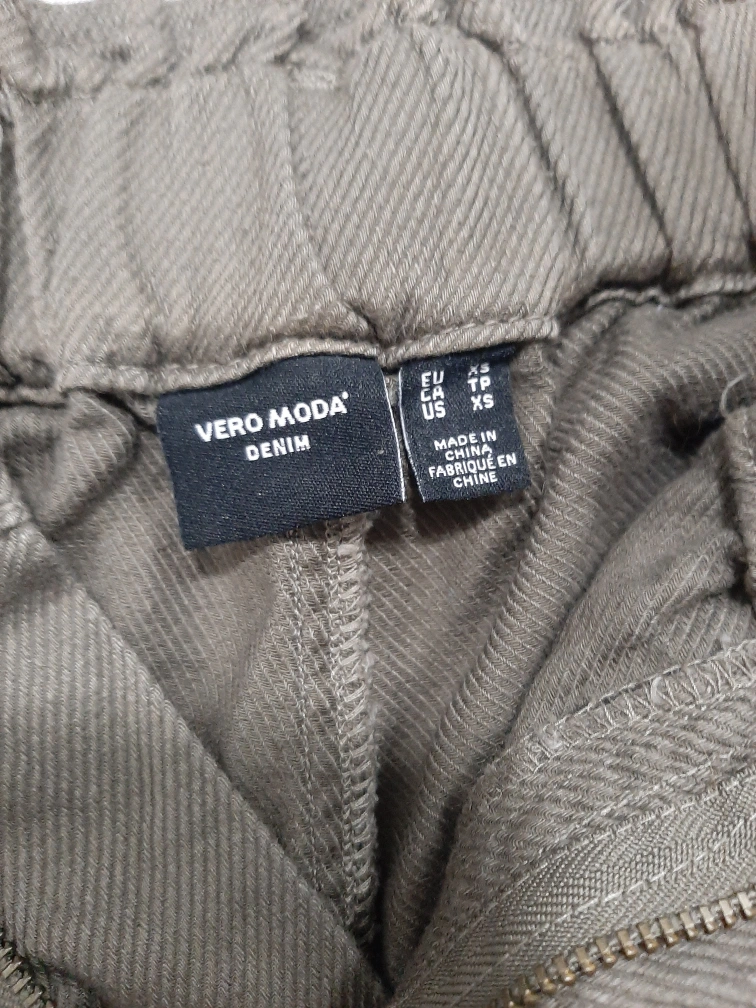 VERO MODA®
DENIM
EU XS
CA TP
US XS
MADE IN
CHINA
FABRIQUÉ EN
CHINE